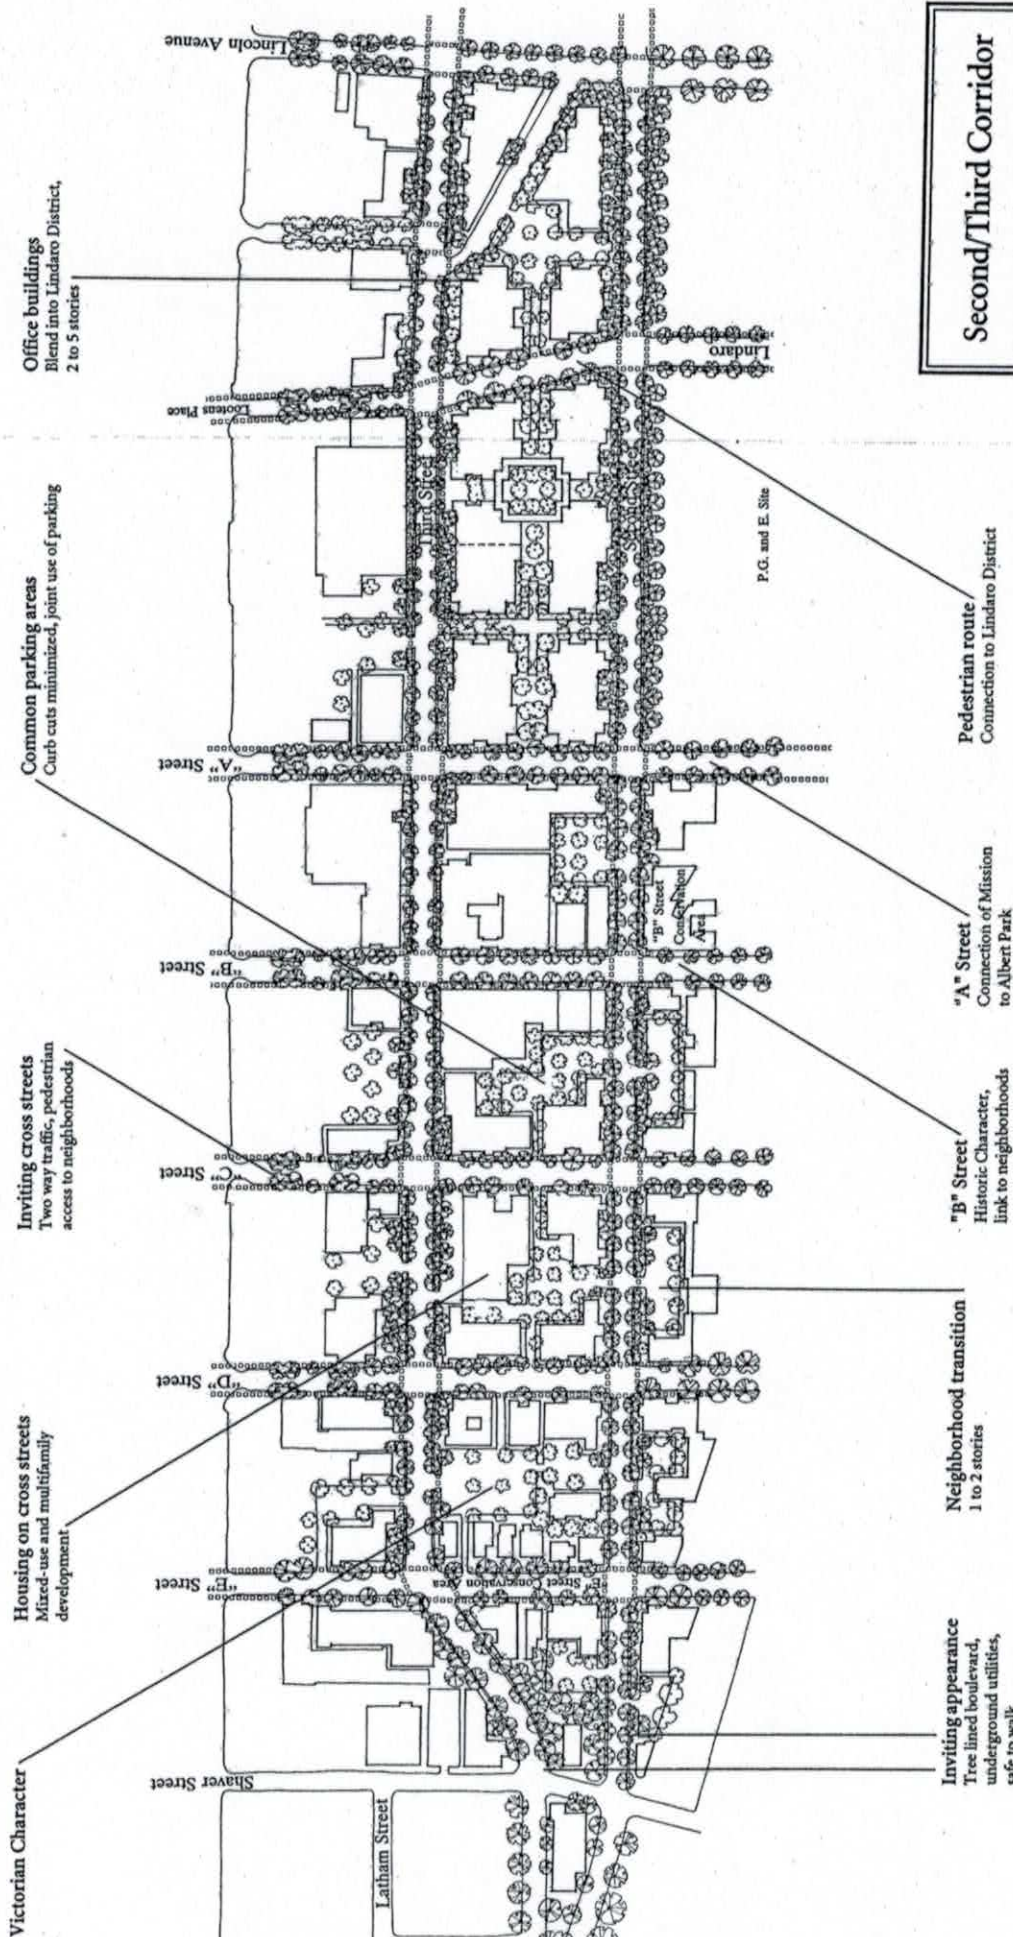 Victorian Character
Housing on cross streets
Mixed-use and multifamily
development
Inviting cross streets
Two way traffic, pedestrian
access to neighborhoods
Common parking areas
Curb cuts minimized, joint use of parking
Office buildings
Blend into Lindaro District,
2 to 5 stories
Shaver Street
"E" Street
"D" Street
"C" Street
"B" Street
"A" Street
Lootens Place
Lincoln Avenue
Latham Street
Third Street
"E" Street Conservation Area
"B" Street
Conservation
Area
P.G. and E. Site
Lindaro
Inviting appearance
Tree lined boulevard,
underground utilities,
safe to walk
Neighborhood transition
1 to 2 stories
"B" Street
Historic Character,
link to neighborhoods
"A" Street
Connection of Mission
to Albert Park
Pedestrian route
Connection to Lindaro District
Second/Third Corridor